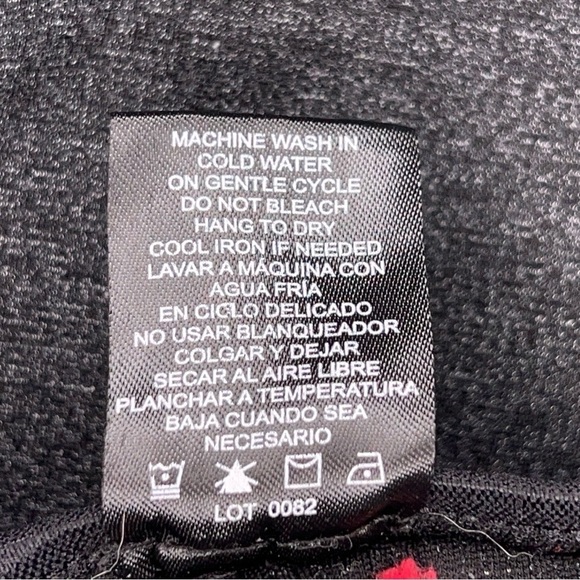 MACHINE WASH IN
COLD WATER
ON GENTLE CYCLE
DO NOT BLEACH
HANG TO DRY
COOL IRON IF NEEDED
LAVAR A MAQUINA CON
AGUA FRIA
EN CICLO DELICADO
NO USAR BLANQUEADOR
COLGAR Y DEJAR
SECAR AL AIRE LIBRE
PLANCHAR A TEMPERATURA
BAJA CUANDO SEA
NECESARIO
LOT 0082